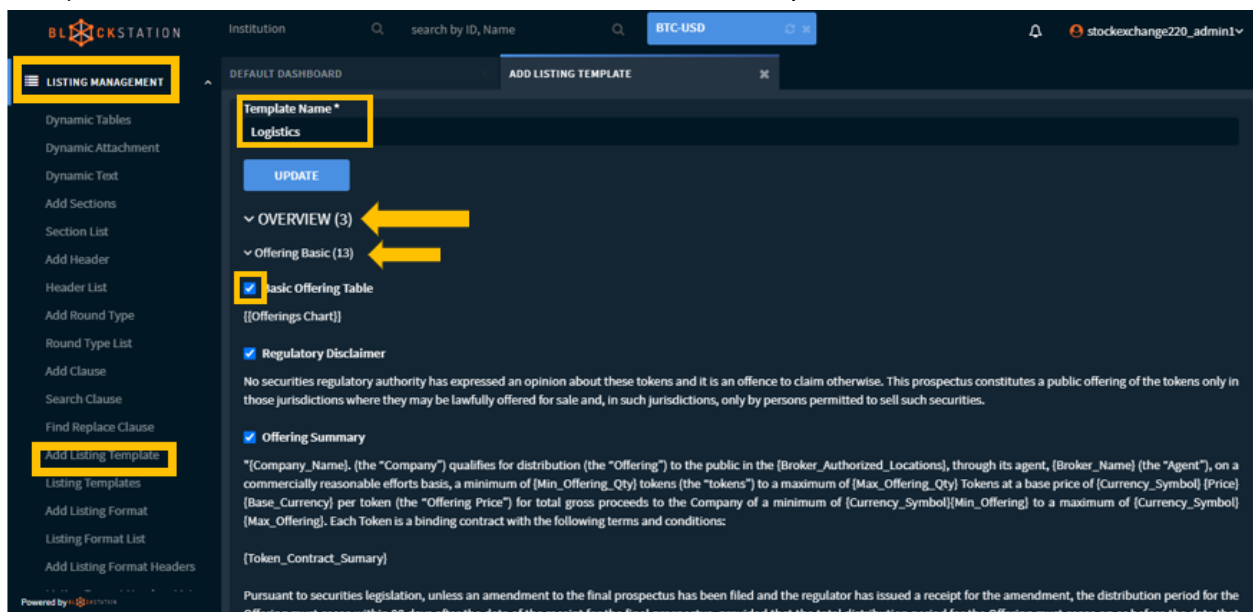 BLOCKSTATION
Institution
search by ID, Name
BTC-USD
stockexchange220_admin1
LISTING MANAGEMENT
DEFAULT DASHBOARD
ADD LISTING TEMPLATE
Dynamic Tables
Dynamic Attachment
Dynamic Text
Add Sections
Section List
Add Header
Header List
Add Round Type
Round Type List
Add Clause
Search Clause
Find Replace Clause
Add Listing Template
Listing Templates
Add Listing Format
Listing Format List
Add Listing Format Headers
Powered by BLOCKSTATION
Template Name *
Logistics
UPDATE
OVERVIEW (3)
Offering Basic (13)
Basic Offering Table
{{Offerings Chart}}
Regulatory Disclaimer
No securities regulatory authority has expressed an opinion about these tokens and it is an offence to claim otherwise. This prospectus constitutes a public offering of the tokens only in
those jurisdictions where they may be lawfully offered for sale and, in such jurisdictions, only by persons permitted to sell such securities.
Offering Summary
"{Company_Name}. (the “Company”) qualifies for distribution (the “Offering”) to the public in the {Broker_Authorized_Locations}, through its agent, {Broker_Name} (the “Agent”), on a
commercially reasonable efforts basis, a minimum of {Min_Offering_Qty} tokens (the “tokens”) to a maximum of {Max_Offering_Qty} Tokens at a base price of {Currency_Symbol} {Price}
{Base_Currency} per token (the “Offering Price”) for total gross proceeds to the Company of a minimum of {Currency_Symbol}{Min_Offering} to a maximum of {Currency_Symbol}
{Max_Offering}. Each Token is a binding contract with the following terms and conditions:
{Token_Contract_Sumary}
Pursuant to securities legislation, unless an amendment to the final prospectus has been filed and the regulator has issued a receipt for the amendment, the distribution period for the